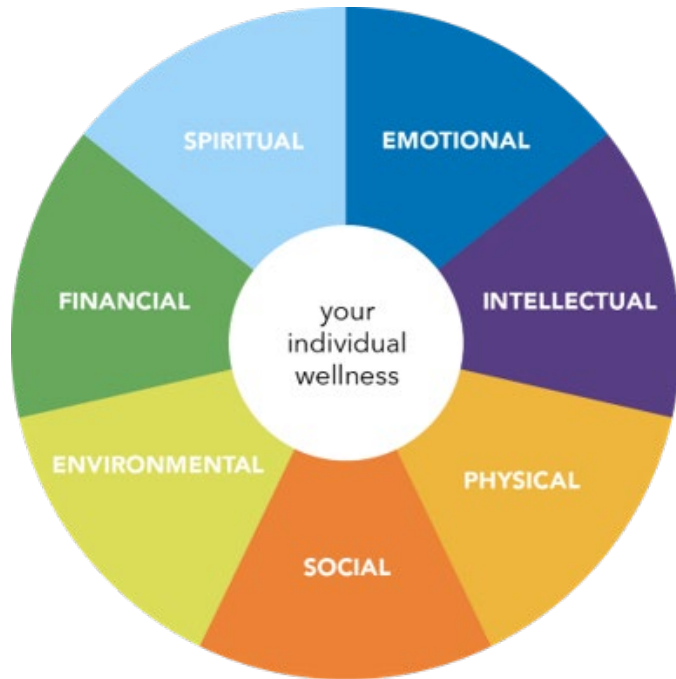 SPIRITUAL
EMOTIONAL
FINANCIAL
INTELLECTUAL
your
individual
wellness
ENVIRONMENTAL
PHYSICAL
SOCIAL